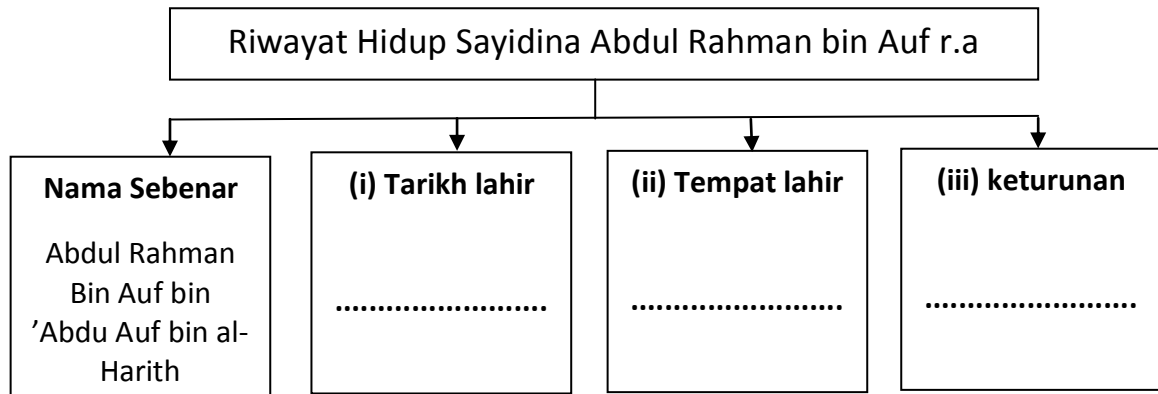 Riwayat Hidup Sayidina Abdul Rahman bin Auf r.a
Nama Sebenar
Abdul Rahman
Bin Auf bin
’Abdu Auf bin al-
Harith
(i) Tarikh lahir
..........................
(ii) Tempat lahir
..........................
(iii) keturunan
..........................